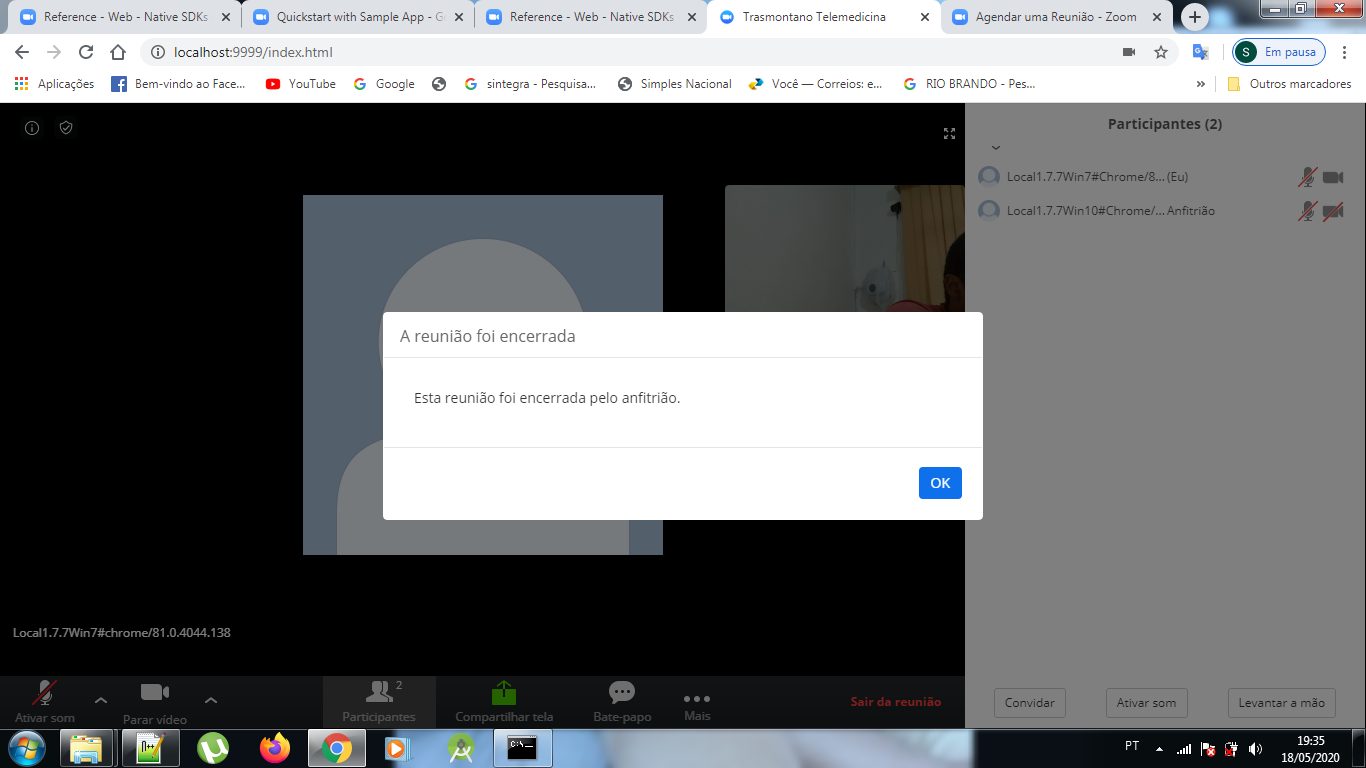 Reference - Web - Native SDKs
Quickstart with Sample App - G
Reference - Web - Native SDKs
Trasmontano Telemedicina
Agendar uma Reunião - Zoom
localhost:9999/index.html
S
Em pausa
Aplicações
Bem-vindo ao Face...
YouTube
Google
sintegra - Pesquisa...
Simples Nacional
Você — Correios: e...
RIO BRANDO - Pes...
»
Outros marcadores
Participantes (2)
Local1.7.7Win7#Chrome/8... (Eu)
Local1.7.7Win10#Chrome/... Anfitrião
A reunião foi encerrada
Esta reunião foi encerrada pelo anfitrião.
OK
Local1.7.7Win7#chrome/81.0.4044.138
Ativar som
Parar vídeo
2
Participantes
Compartilhar tela
Bate-papo
Mais
Sair da reunião
Convidar
Ativar som
Levantar a mão
PT
19:35
18/05/2020